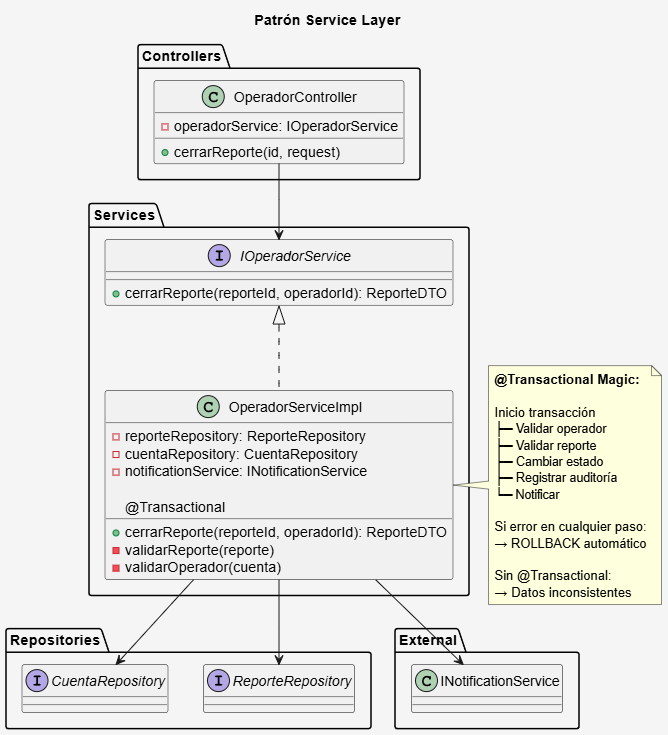 Patrón Service Layer
Controllers
C OperadorController
operadorService: IOperadorService
cerrarReporte(id, request)
Services
I IOperadorService
cerrarReporte(reporteId, operadorId): ReporteDTO
C OperadorServiceImpl
reporteRepository: ReporteRepository
cuentaRepository: CuentaRepository
notificationService: INotificationService
@Transactional
cerrarReporte(reporteId, operadorId): ReporteDTO
validarReporte(reporte)
validarOperador(cuenta)
@Transactional Magic:
Inicio transacción
├─ Validar operador
├─ Validar reporte
├─ Cambiar estado
├─ Registrar auditoría
└─ Notificar
Si error en cualquier paso:
→ ROLLBACK automático
Sin @Transactional:
→ Datos inconsistentes
Repositories
I CuentaRepository
I ReporteRepository
External
C INotificationService